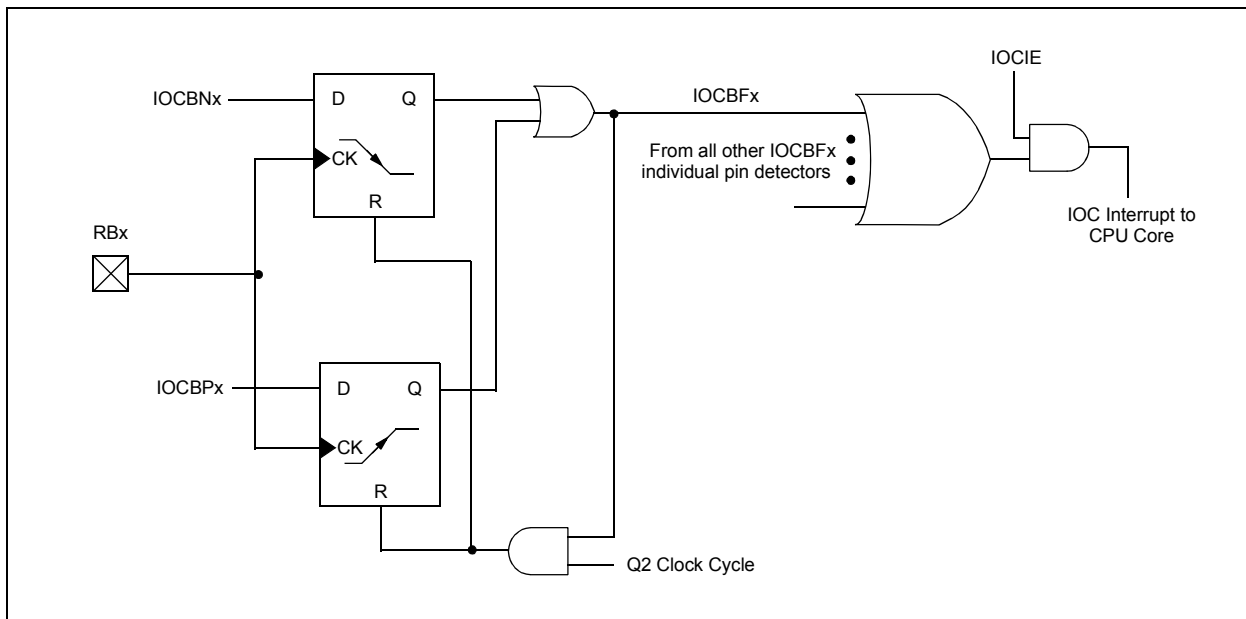 IOCIE
IOCBNx
D
Q
IOCBFx
CK
From all other IOCBFx
individual pin detectors
R
IOC Interrupt to
CPU Core
RBx
IOCBPx
D
Q
CK
R
Q2 Clock Cycle